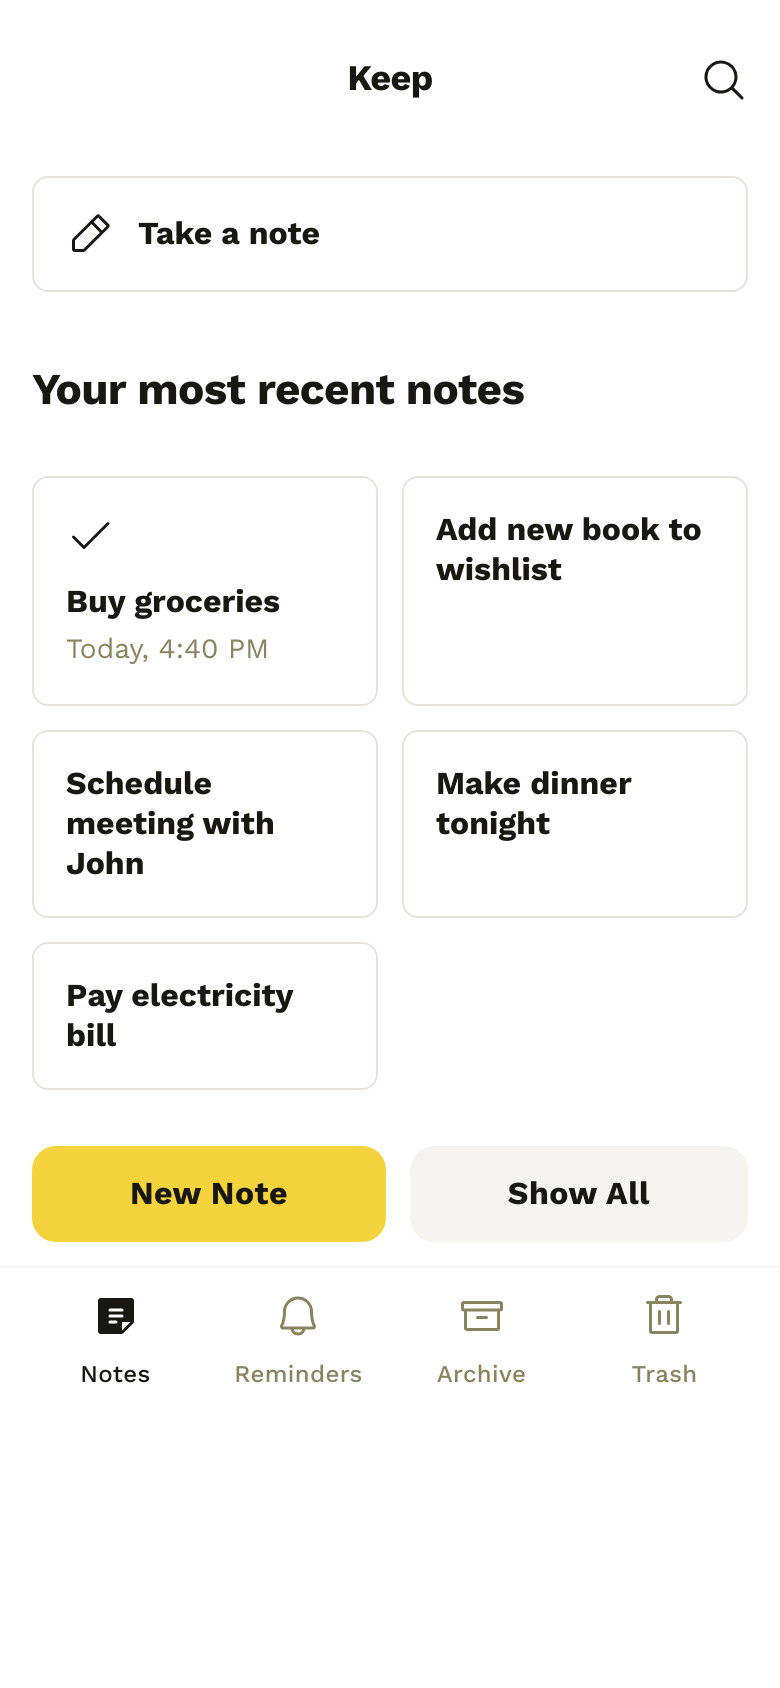 Keep
Take a note
Your most recent notes
Buy groceries
Today, 4:40 PM
Add new book to
wishlist
Schedule
meeting with
John
Make dinner
tonight
Pay electricity
bill
New Note
Show All
Notes
Reminders
Archive
Trash